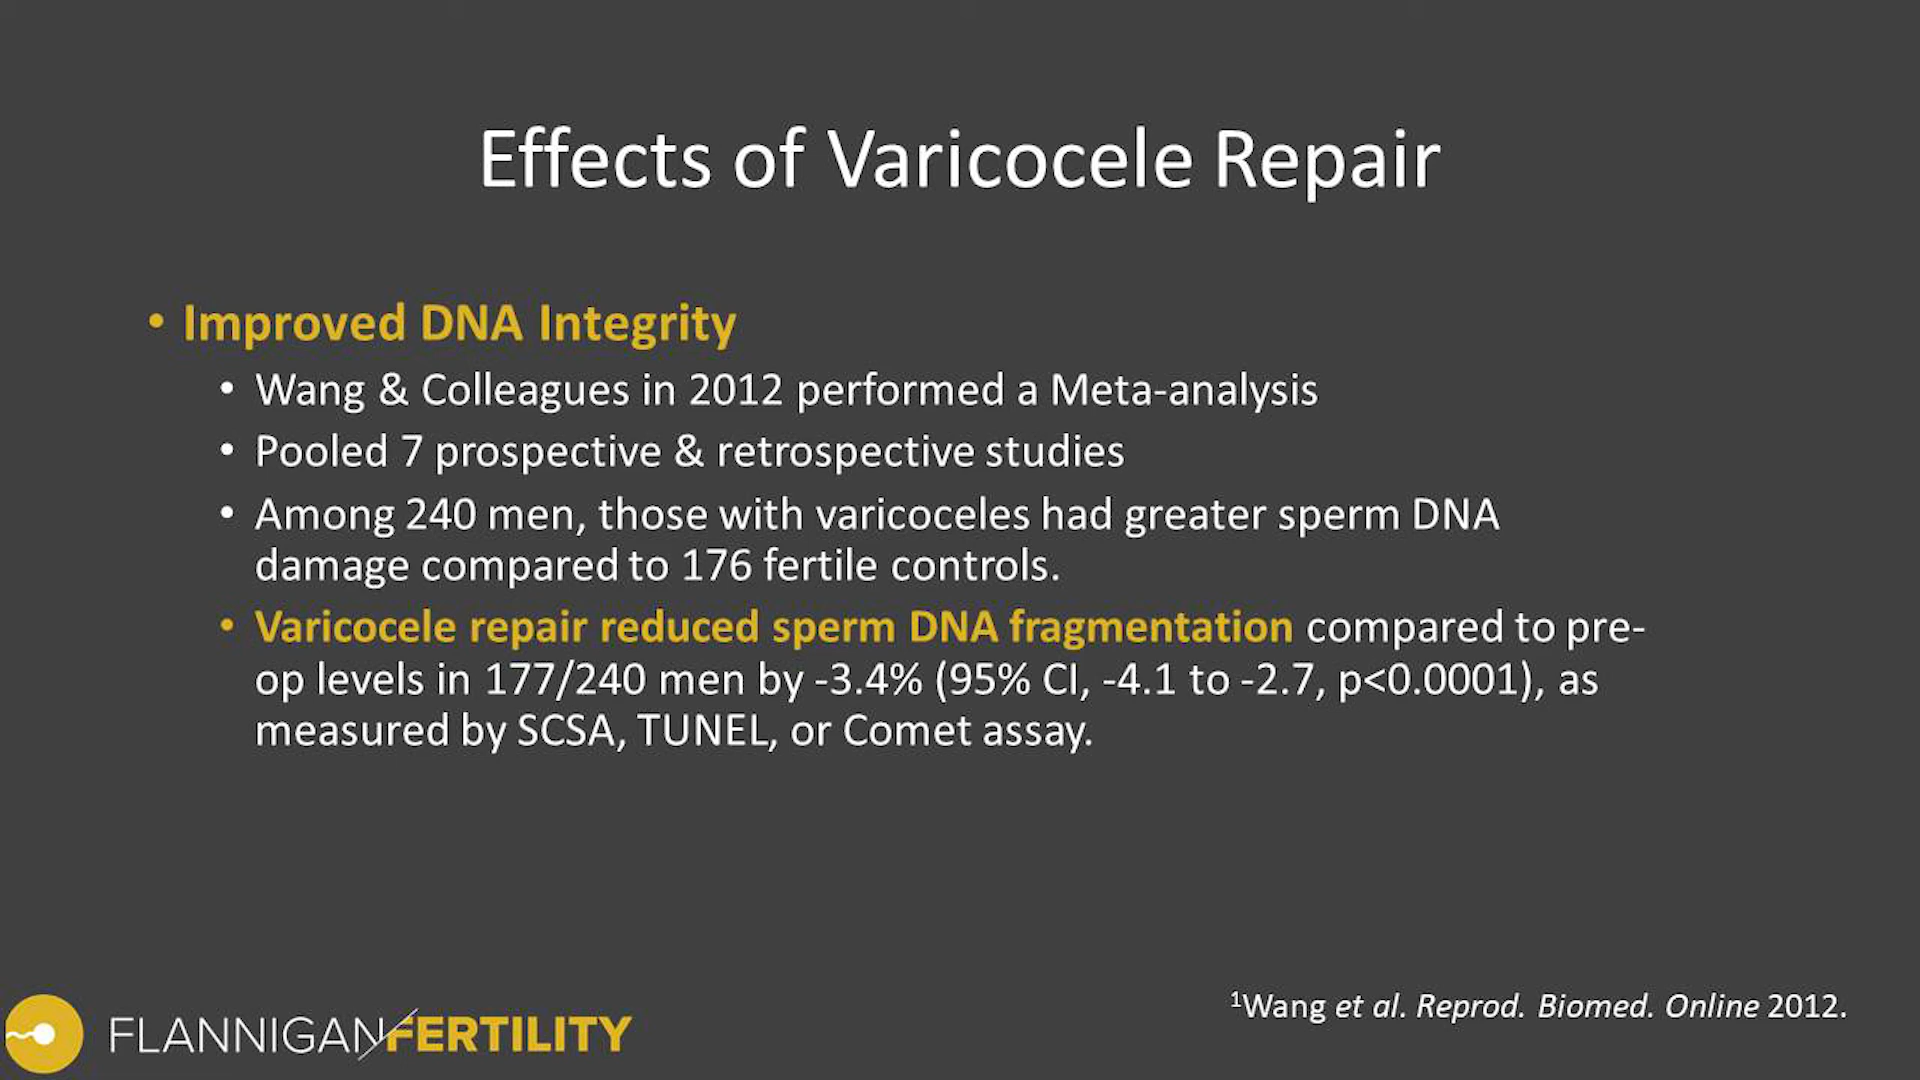 Effects of Varicocele Repair
• Improved DNA Integrity
• Wang & Colleagues in 2012 performed a Meta-analysis
• Pooled 7 prospective & retrospective studies
• Among 240 men, those with varicoceles had greater sperm DNA
damage compared to 176 fertile controls.
• Varicocele repair reduced sperm DNA fragmentation compared to pre-
op levels in 177/240 men by -3.4% (95% CI, -4.1 to -2.7, p<0.0001), as
measured by SCSA, TUNEL, or Comet assay.
¹Wang et al. Reprod. Biomed. Online 2012.
FLANNIGAN/FERTILITY